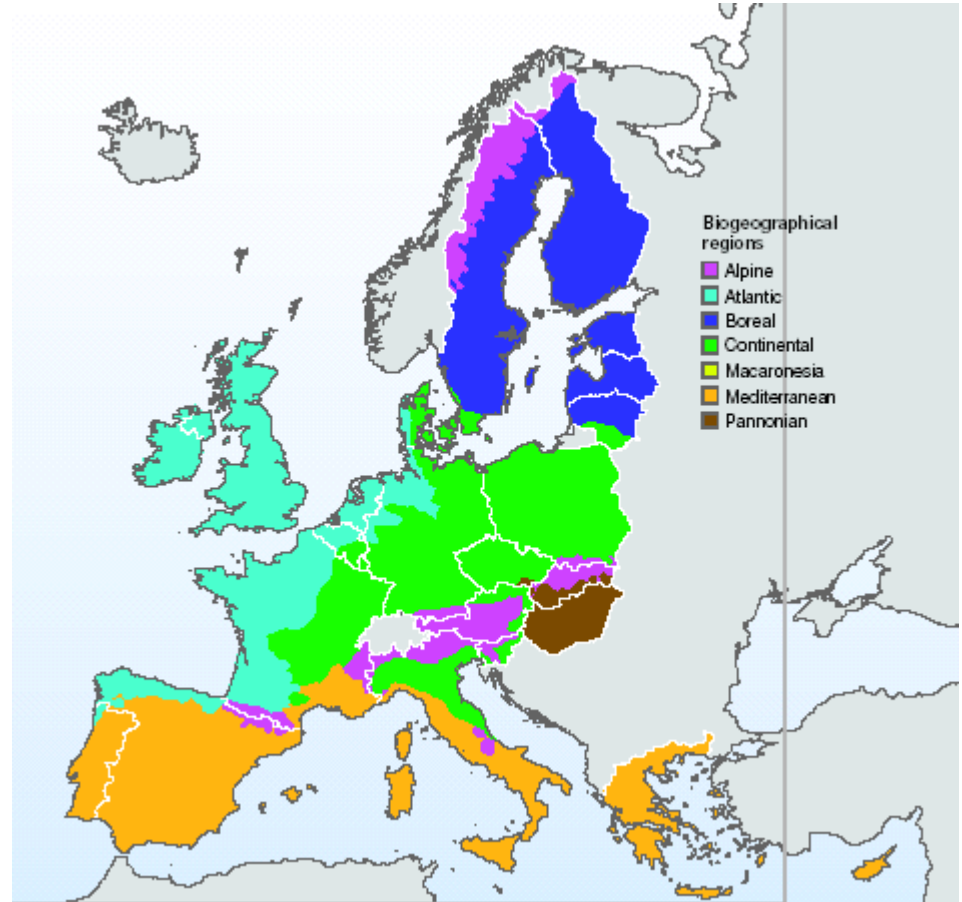 Biogeographical
regions
Alpine
Atlantic
Boreal
Continental
Macaronesia
Mediterranean
Pannonian